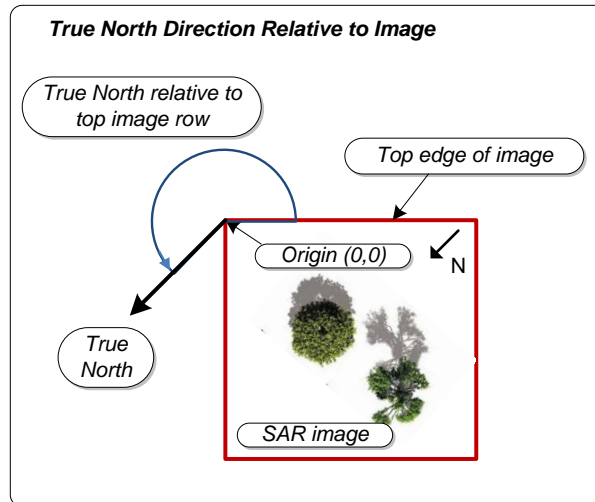 True North Direction Relative to Image
True North relative to
top image row
Top edge of image
Origin (0,0)
N
True
North
SAR image